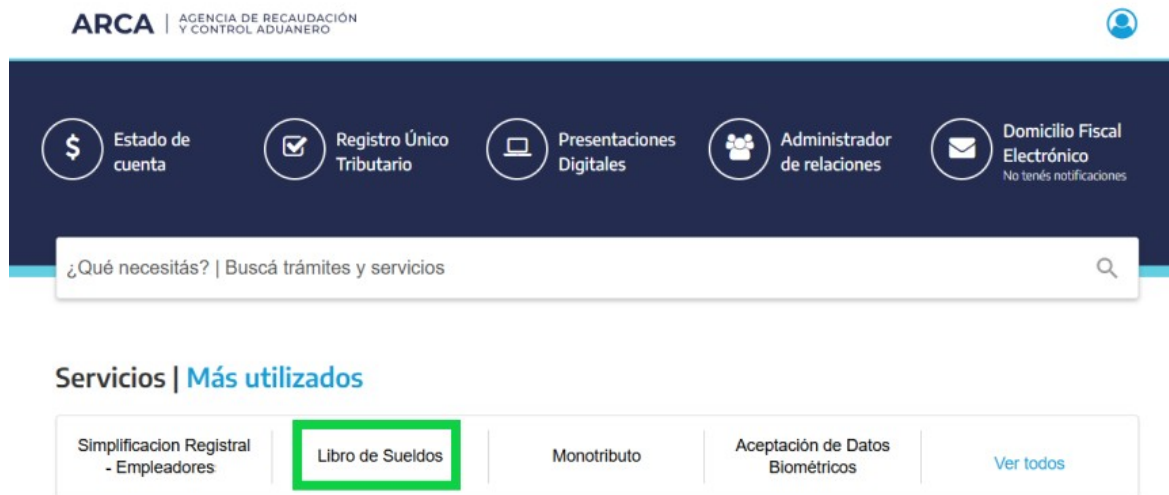 ARCA | AGENCIA DE RECAUDACIÓN
Y CONTROL ADUANERO
Estado de
cuenta
Registro Único
Tributario
Presentaciones
Digitales
Administrador
de relaciones
Domicilio Fiscal
Electrónico
No tenés notificaciones
¿Qué necesitás? | Buscá trámites y servicios
Servicios | Más utilizados
Simplificacion Registral
- Empleadores
Libro de Sueldos
Monotributo
Aceptación de Datos
Biométricos
Ver todos